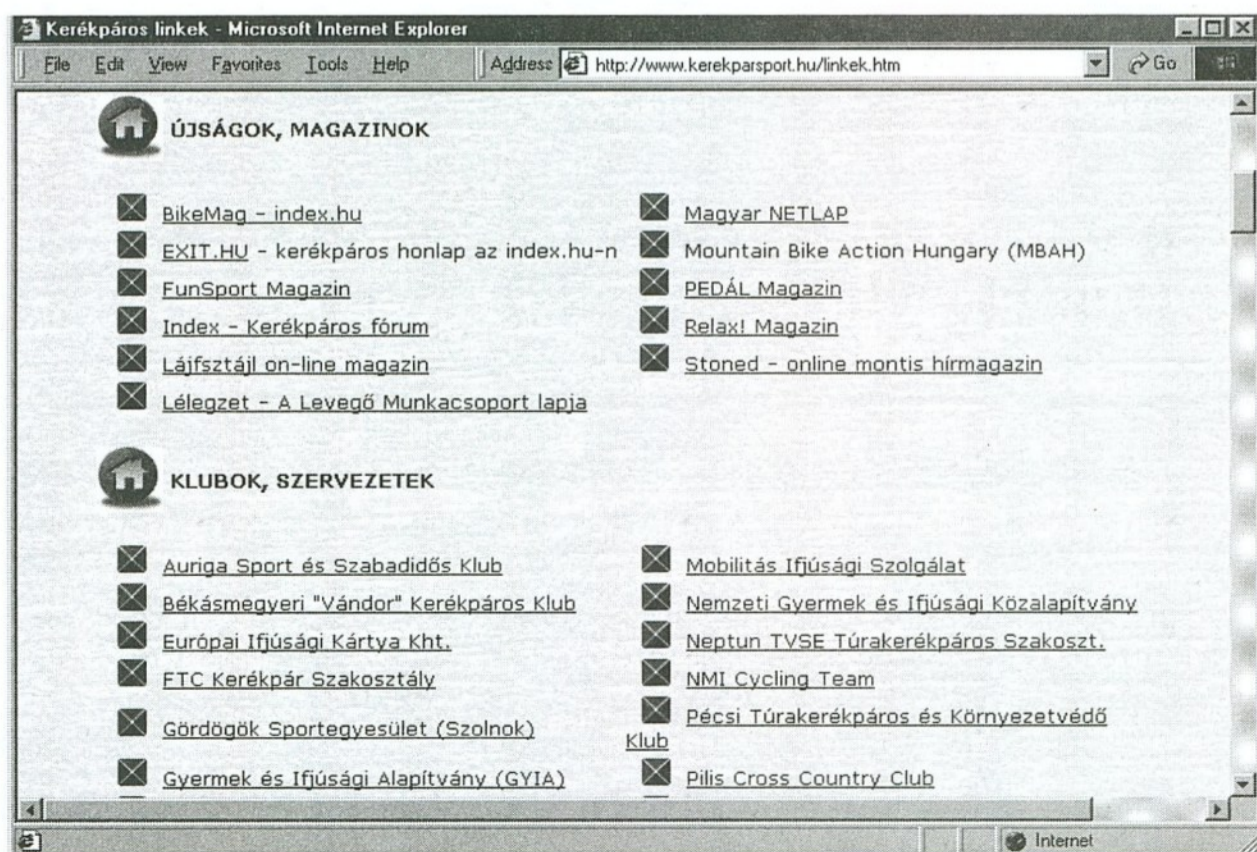 Kerékpáros linkek - Microsoft Internet Explorer
File Edit View Favorites Tools Help Address http://www.kerekparsport.hu/linkek.htm Go
ÚJSÁGOK, MAGAZINOK
BikeMag - index.hu
EXIT.HU - kerékpáros honlap az index.hu-n
FunSport Magazin
Index - Kerékpáros fórum
Lájfsztájl on-line magazin
Lélegzet - A Levegő Munkacsoport lapja
Magyar NETLAP
Mountain Bike Action Hungary (MBAH)
PEDÁL Magazin
Relax! Magazin
Stoned - online montis hírmagazin
KLUBOK, SZERVEZETEK
Auriga Sport és Szabadidős Klub
Békásmegyeri "Vándor" Kerékpáros Klub
Európai Ifjúsági Kártya Kht.
FTC Kerékpár Szakosztály
Gördögök Sportegyesület (Szolnok)
Gyermek és Ifjúsági Alapítvány (GYIA)
Mobilitás Ifjúsági Szolgálat
Nemzeti Gyermek és Ifjúsági Közalapítvány
Neptun TVSE Túrakerékpáros Szakoszt.
NMI Cycling Team
Pécsi Túrakerékpáros és Környezetvédő
Klub
Pilis Cross Country Club
Internet